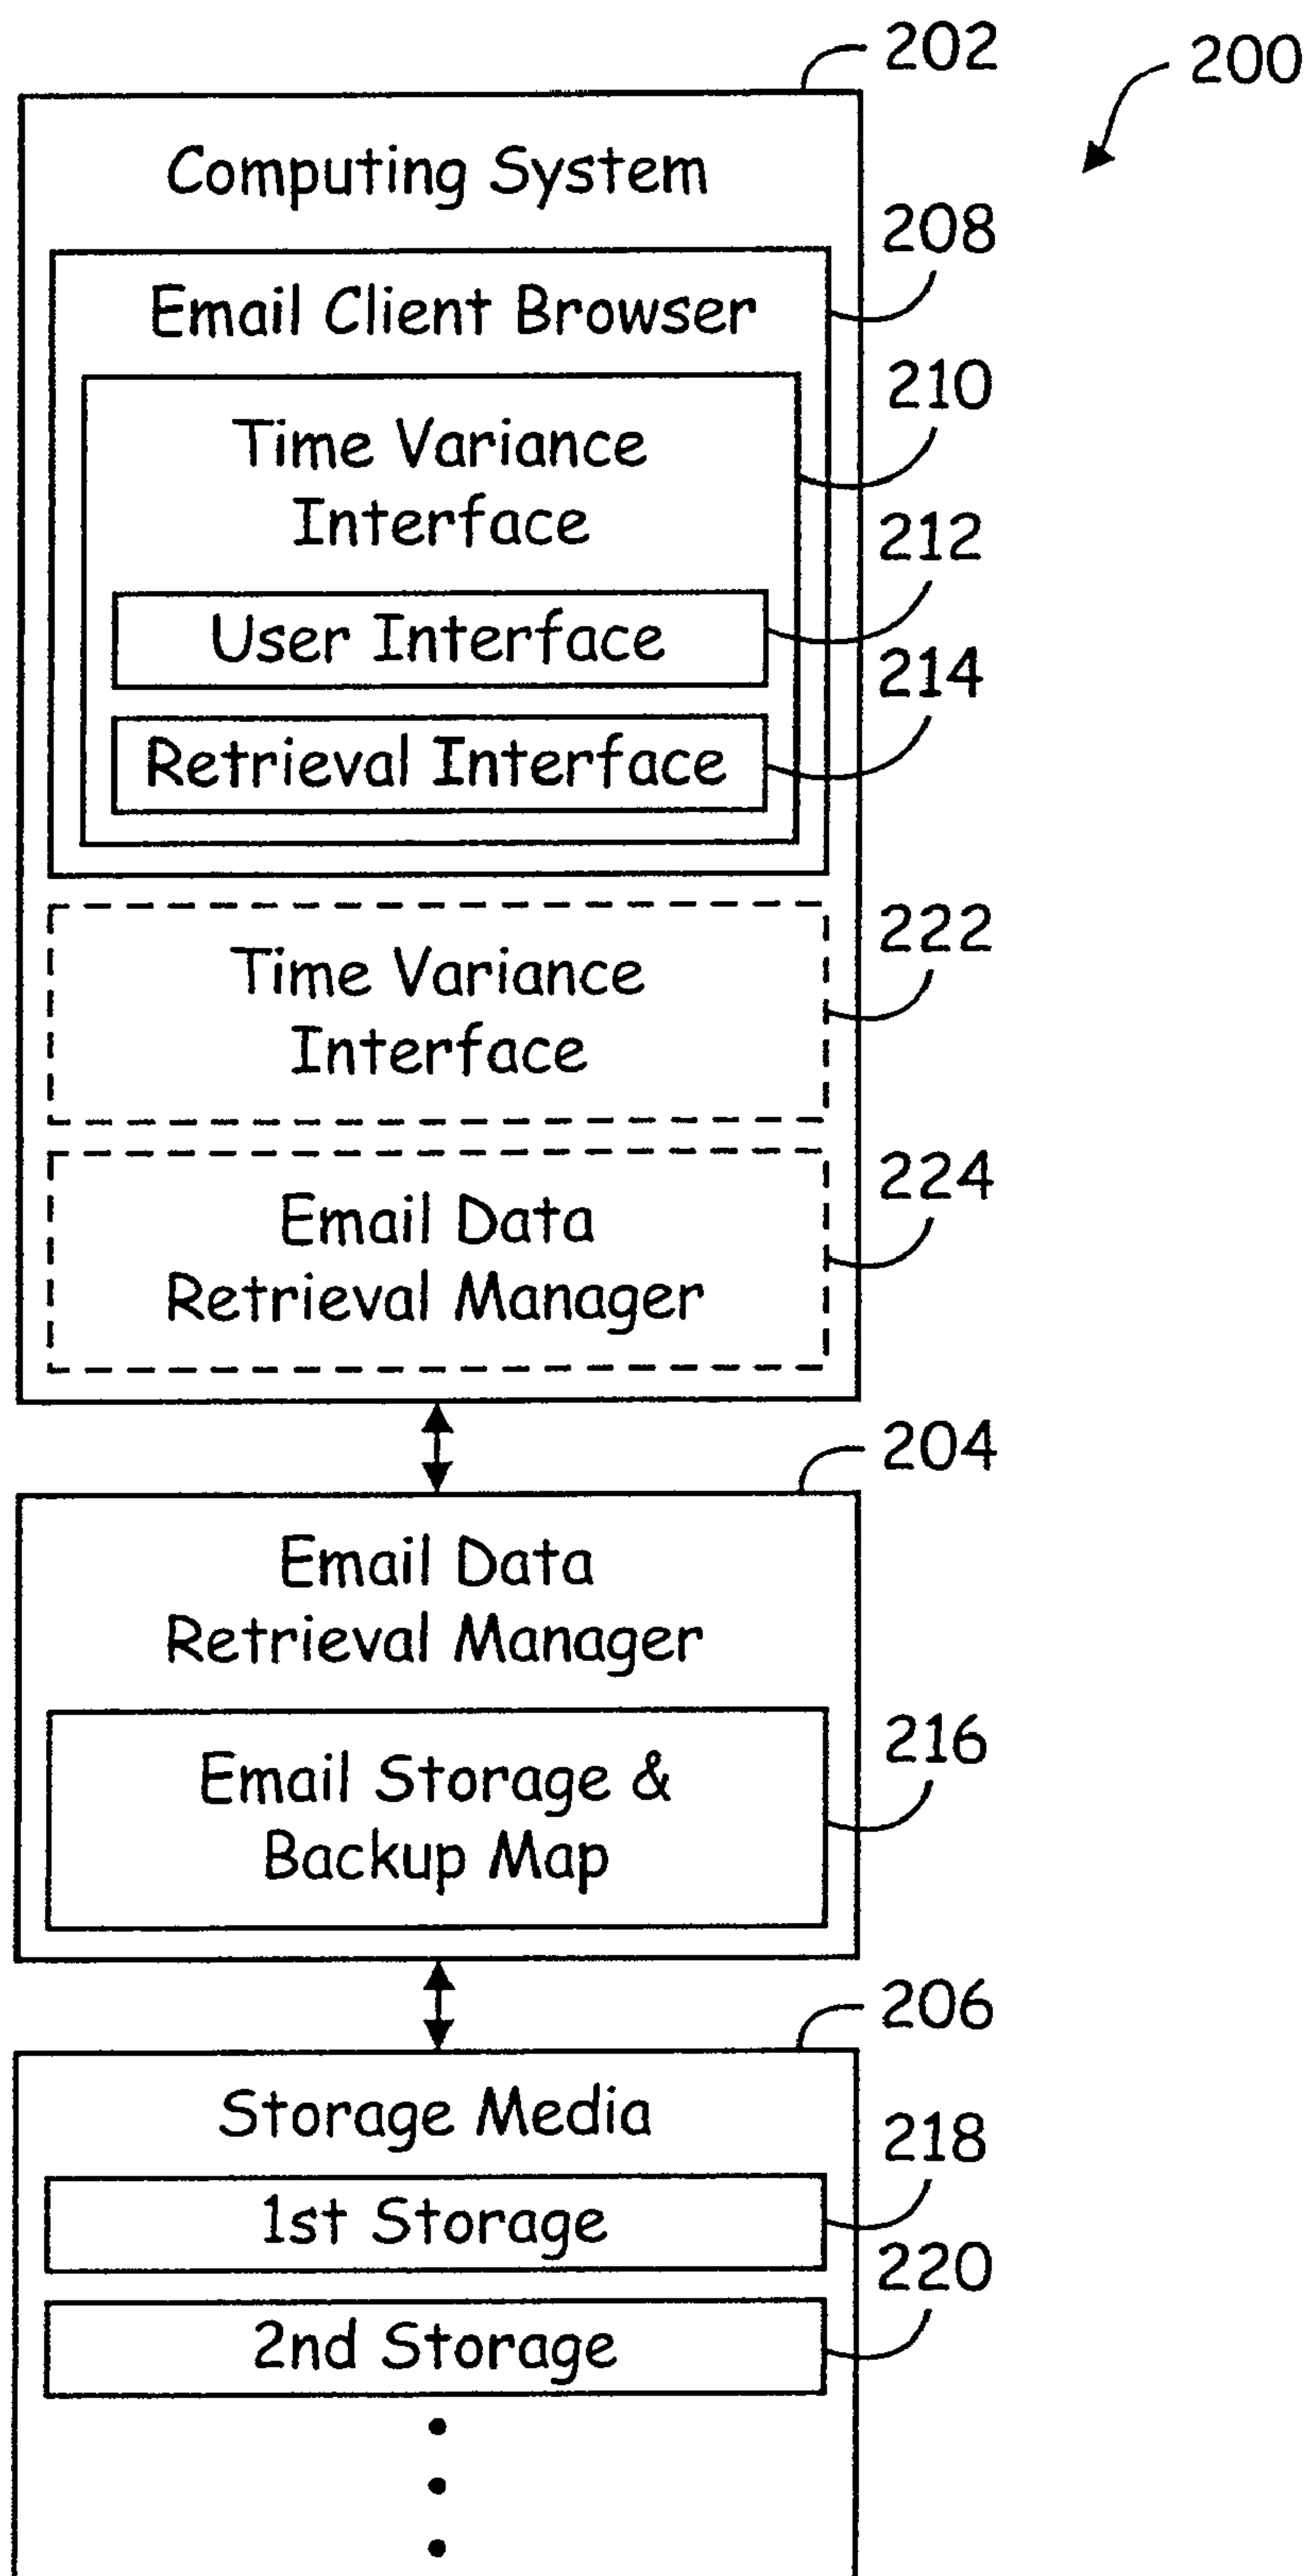 202
200
Computing System
208
Email Client Browser
210
Time Variance
Interface
212
User Interface
214
Retrieval Interface
222
Time Variance
Interface
224
Email Data
Retrieval Manager
204
Email Data
Retrieval Manager
216
Email Storage &
Backup Map
206
Storage Media
218
1st Storage
220
2nd Storage